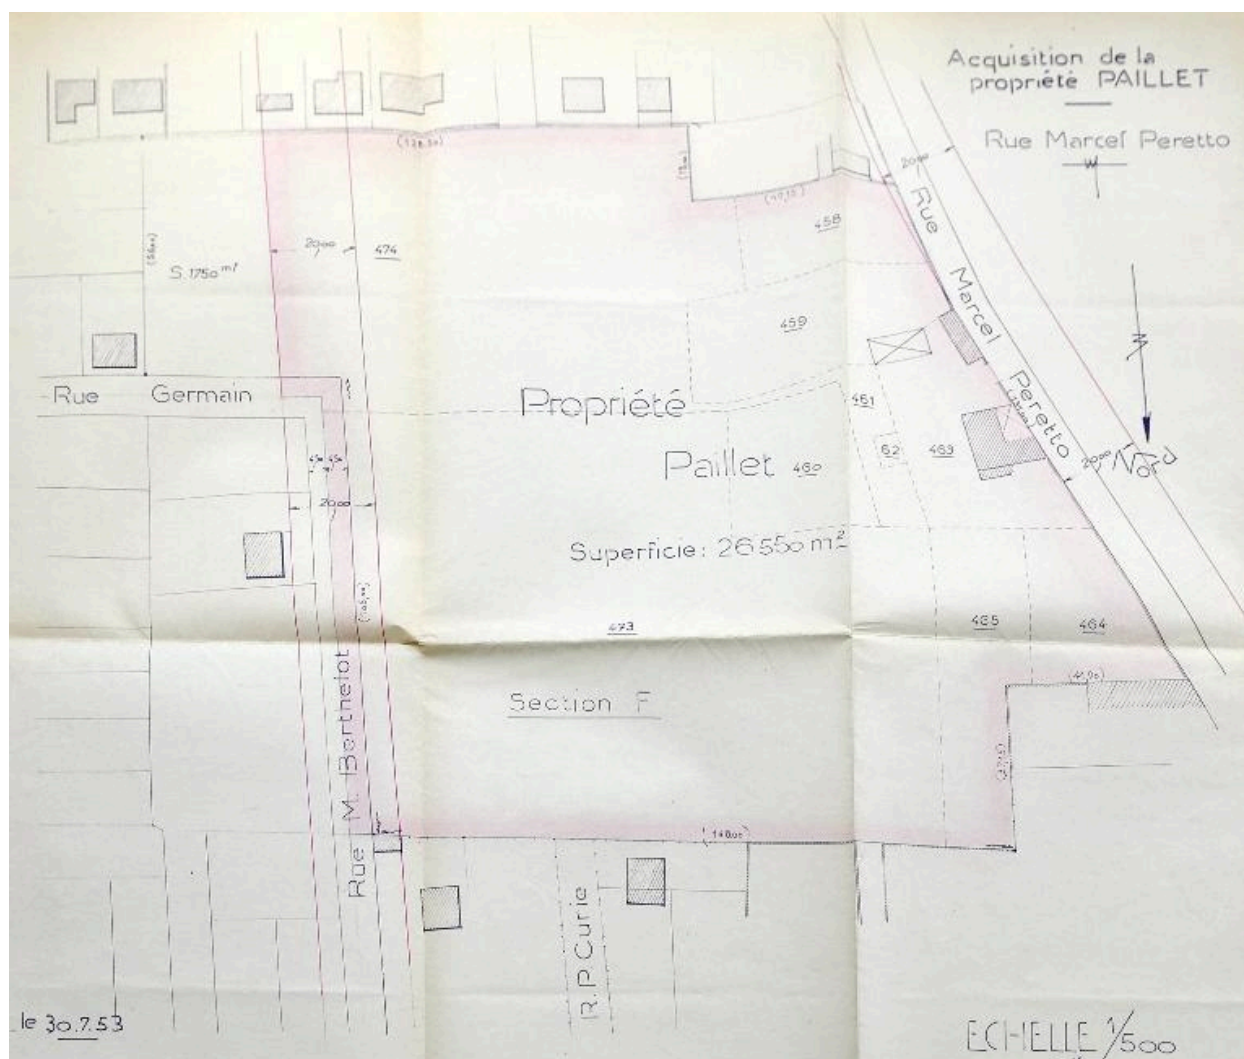 Acquisition de la
propriété PAILLET
Rue Marcel Peretto
20,00
474
S. 1750 m²
458
459
Rue Marcel Peretto
Rue Germain
Propriété
Paillet
460
461
62
463
20,00
Nord
20,00
Superficie: 26550 m²
473
465
464
Section F
Rue M. Berthelot
R.P. Curie
le 30.7.53
ECHELLE 1/500